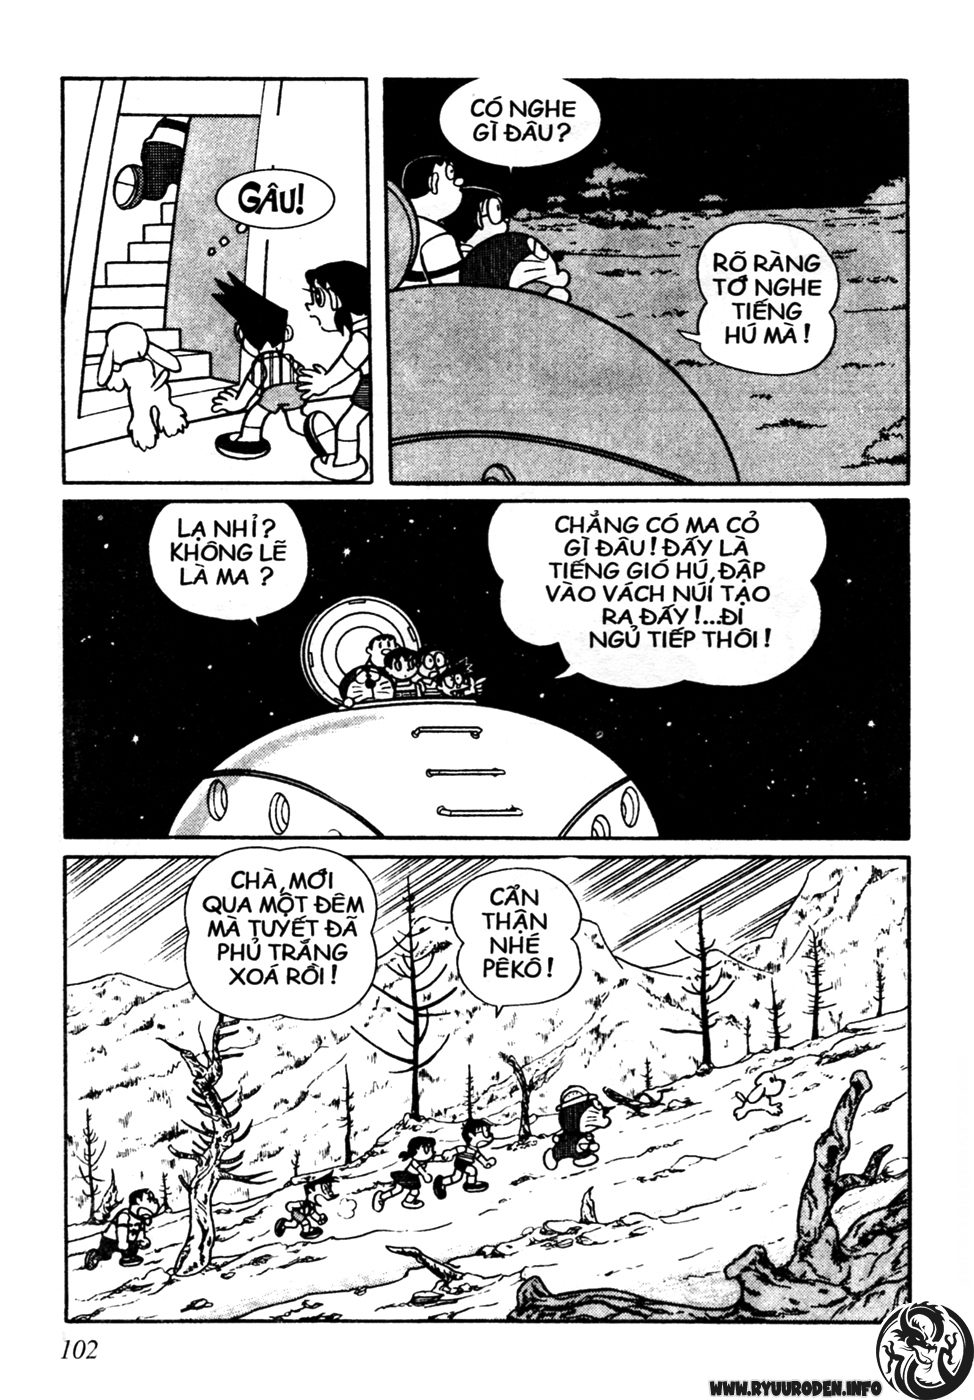 GÂU!
CÓ NGHE
GÌ ĐÂU?
RÕ RÀNG
TỚ NGHE
TIẾNG
HÚ MÀ!
LẠ NHỈ?
KHÔNG LẼ
LÀ MA?
CHẲNG CÓ MA CỎ
GÌ ĐÂU! ĐẤY LÀ
TIẾNG GIÓ HÚ, ĐẬP
VÀO VÁCH NÚI TẠO
RA ĐẤY!...ĐI
NGỦ TIẾP THÔI!
CHÀ, MỚI
QUA MỘT ĐÊM
MÀ TUYẾT ĐÃ
PHỦ TRẮNG
XOÁ RỒI!
CẨN
THẬN
NHÉ
PÊKÔ!
102
WWW.RYUURODEN.INFO